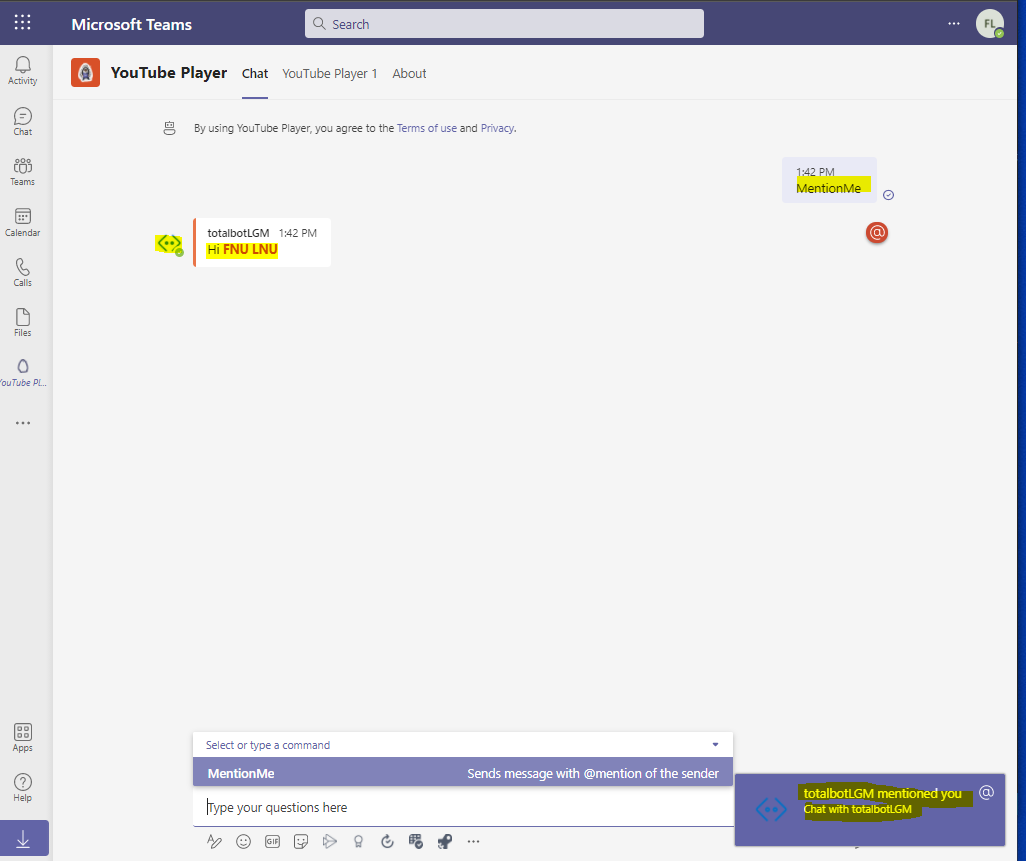 Microsoft Teams
Search
FL
Activity
Chat
Teams
Calendar
Calls
Files
YouTube Pl...
Apps
Help
YouTube Player
Chat
YouTube Player 1
About
By using YouTube Player, you agree to the Terms of use and Privacy.
1:42 PM
MentionMe
@
totalbotLGM 1:42 PM
Hi FNU LNU
Select or type a command
MentionMe
Sends message with @mention of the sender
Type your questions here
GIF
totalbotLGM mentioned you
@
Chat with totalbotLGM